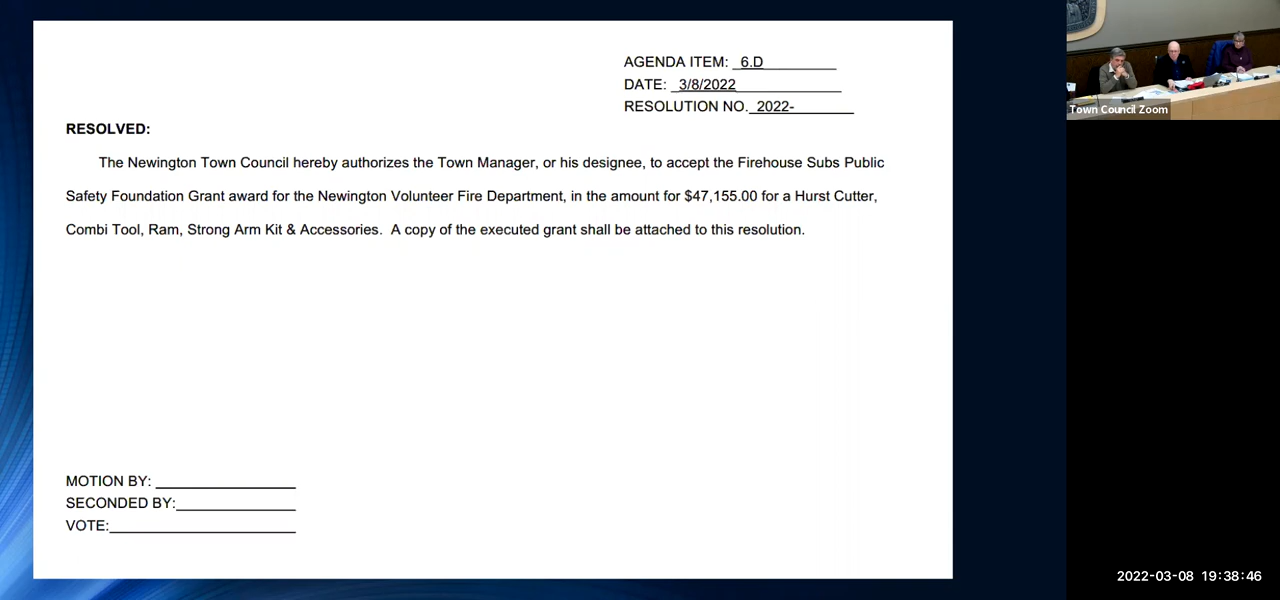 AGENDA ITEM: 6.D
DATE: 3/8/2022
RESOLUTION NO. 2022-
RESOLVED:
The Newington Town Council hereby authorizes the Town Manager, or his designee, to accept the Firehouse Subs Public
Safety Foundation Grant award for the Newington Volunteer Fire Department, in the amount for $47,155.00 for a Hurst Cutter,
Combi Tool, Ram, Strong Arm Kit & Accessories. A copy of the executed grant shall be attached to this resolution.
MOTION BY:
SECONDED BY:
VOTE:
Town Council Zoom
2022-03-08 19:38:46